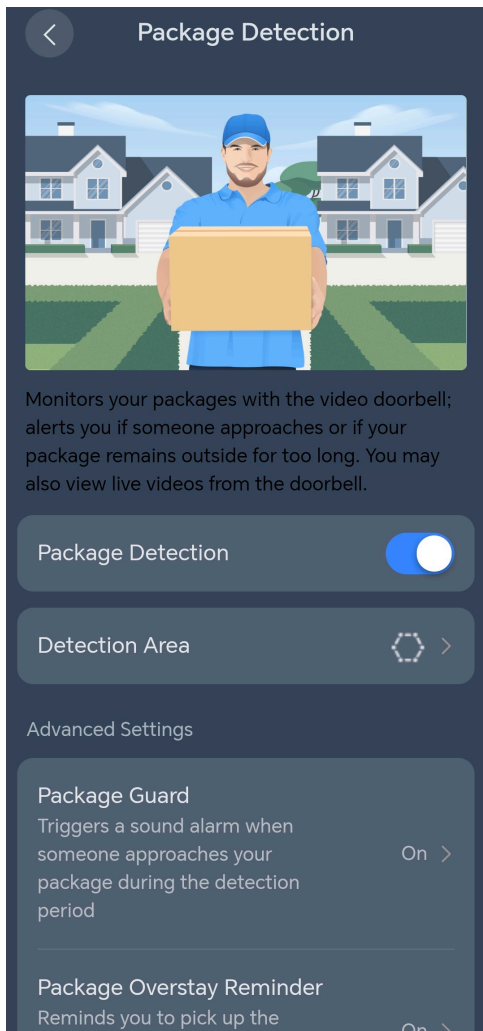 Package Detection
Monitors your packages with the video doorbell;
alerts you if someone approaches or if your
package remains outside for too long. You may
also view live videos from the doorbell.
Package Detection
Detection Area
Advanced Settings
Package Guard
Triggers a sound alarm when
someone approaches your
package during the detection
period
On
Package Overstay Reminder
Reminds you to pick up the
On